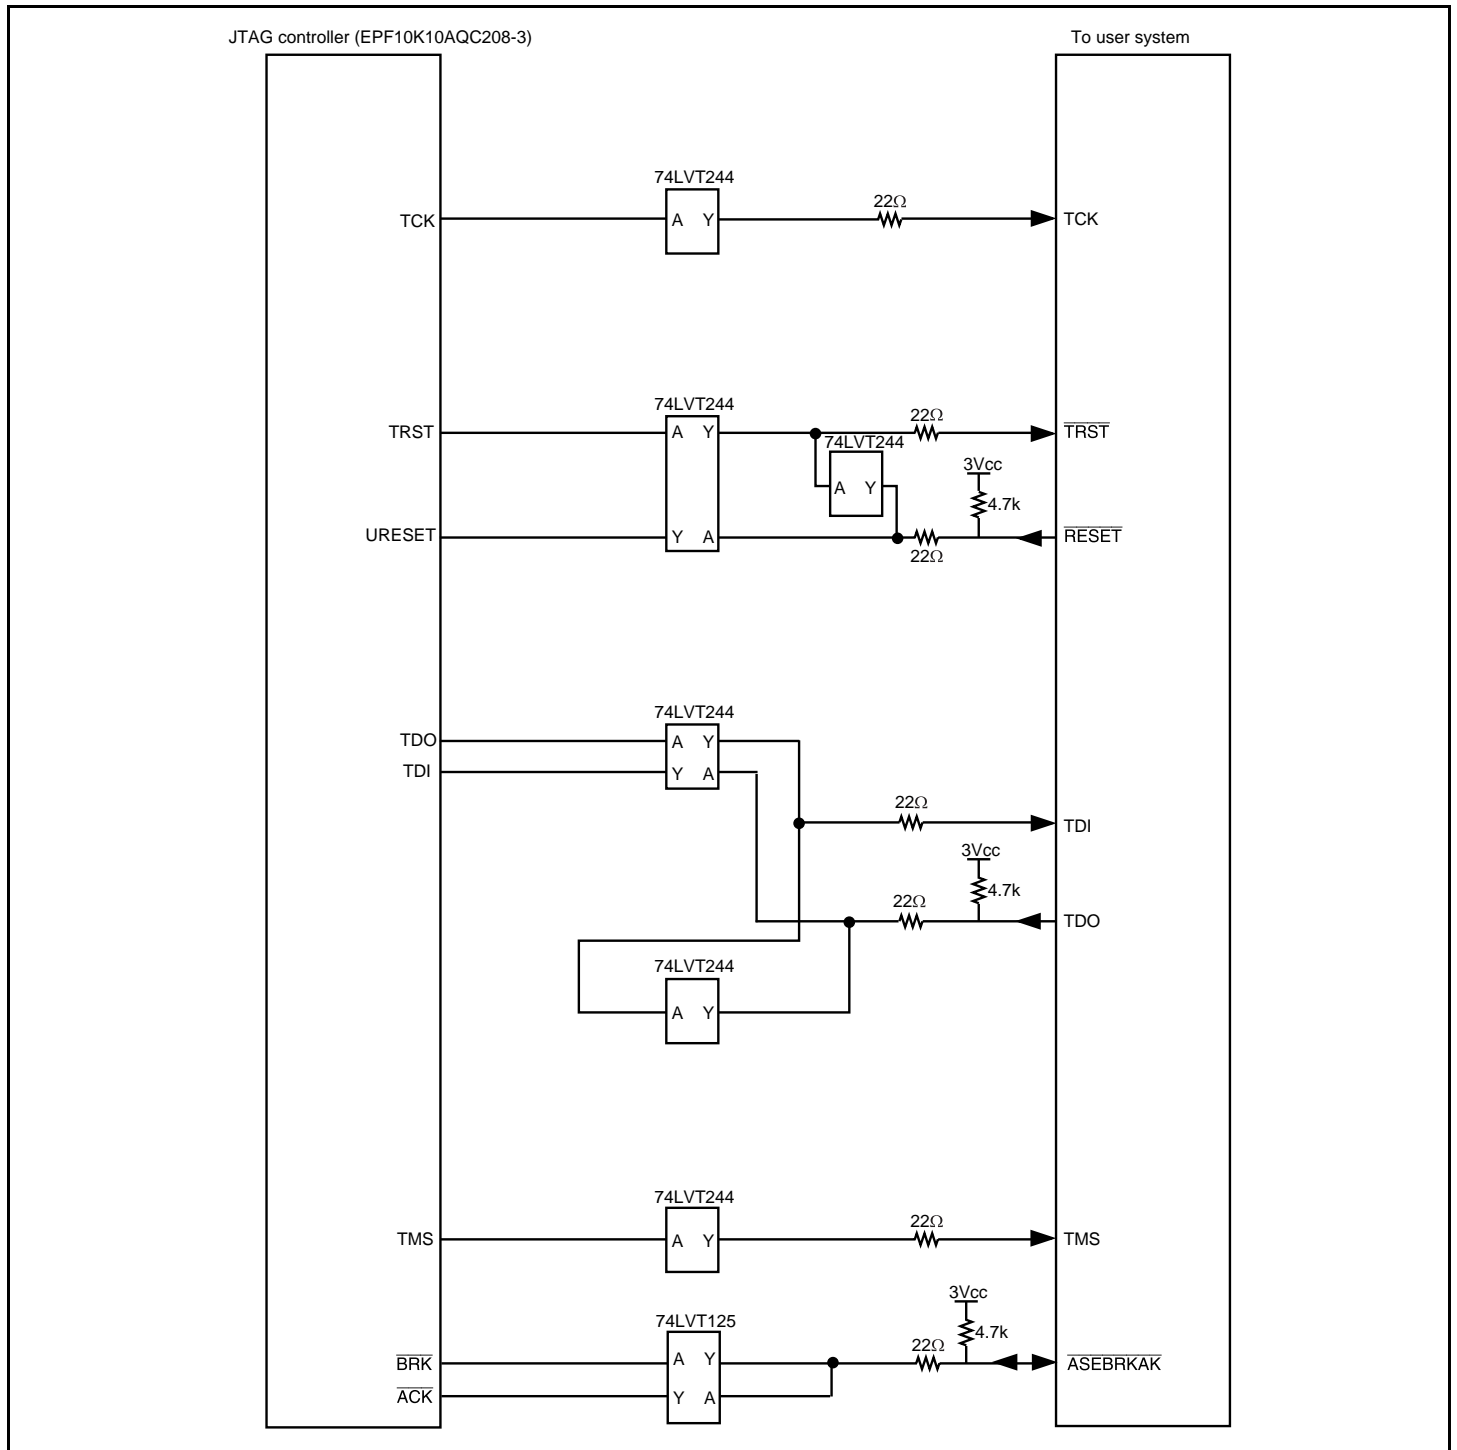 JTAG controller (EPF10K10AQC208-3)
To user system
74LVT244
22Ω
TCK
A Y
TCK
74LVT244
22Ω
TRST
A Y
TRST
74LVT244
3Vcc
A Y
4.7k
URESET
Y A
RESET
22Ω
74LVT244
TDO
A Y
TDI
Y A
22Ω
TDI
3Vcc
4.7k
22Ω
TDO
74LVT244
A Y
74LVT244
22Ω
TMS
A Y
TMS
3Vcc
74LVT125
4.7k
22Ω
BRK
A Y
ASEBRKAK
ACK
Y A